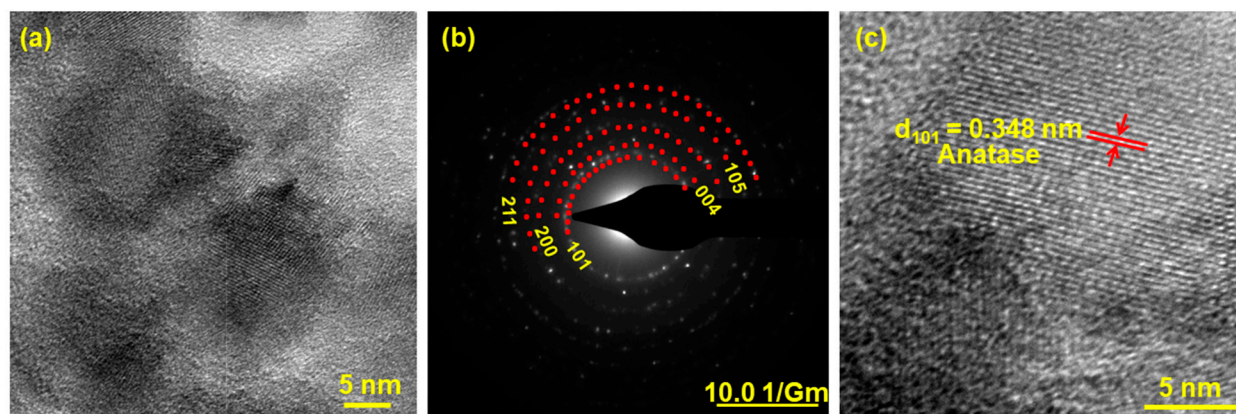 (a)
5 nm
(b)
211
200
101
004
105
10.0 1/Gm
(c)
d₁₀₁ = 0.348 nm
Anatase
5 nm